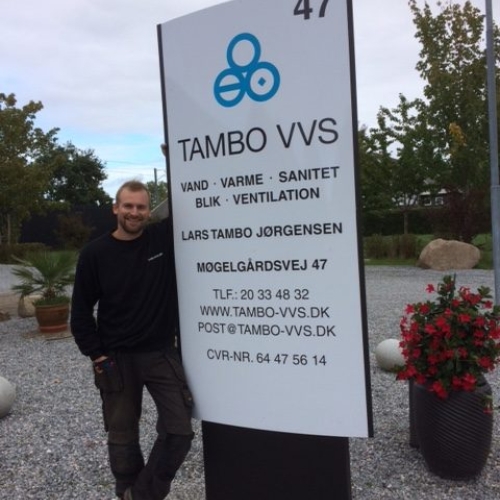 47
TAMBO VVS
VAND · VARME · SANITET
BLIK · VENTILATION
LARS TAMBO JØRGENSEN
MØGELGÅRDSVEJ 47
TLF.: 20 33 48 32
WWW.TAMBO-VVS.DK
POST@TAMBO-VVS.DK
CVR-NR. 64 47 56 14